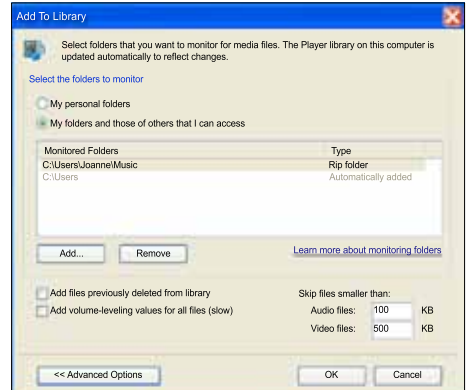 Add To Library
Select folders that you want to monitor for media files. The Player library on this computer is
updated automatically to reflect changes.
Select the folders to monitor
My personal folders
My folders and those of others that I can access
Monitored Folders Type
C:\Users\Joanne\Music Rip folder
C:\Users Automatically added
Add... Remove Learn more about monitoring folders
Add files previously deleted from library Skip files smaller than:
Add volume-leveling values for all files (slow) Audio files: 100 KB
Video files: 500 KB
<< Advanced Options OK Cancel